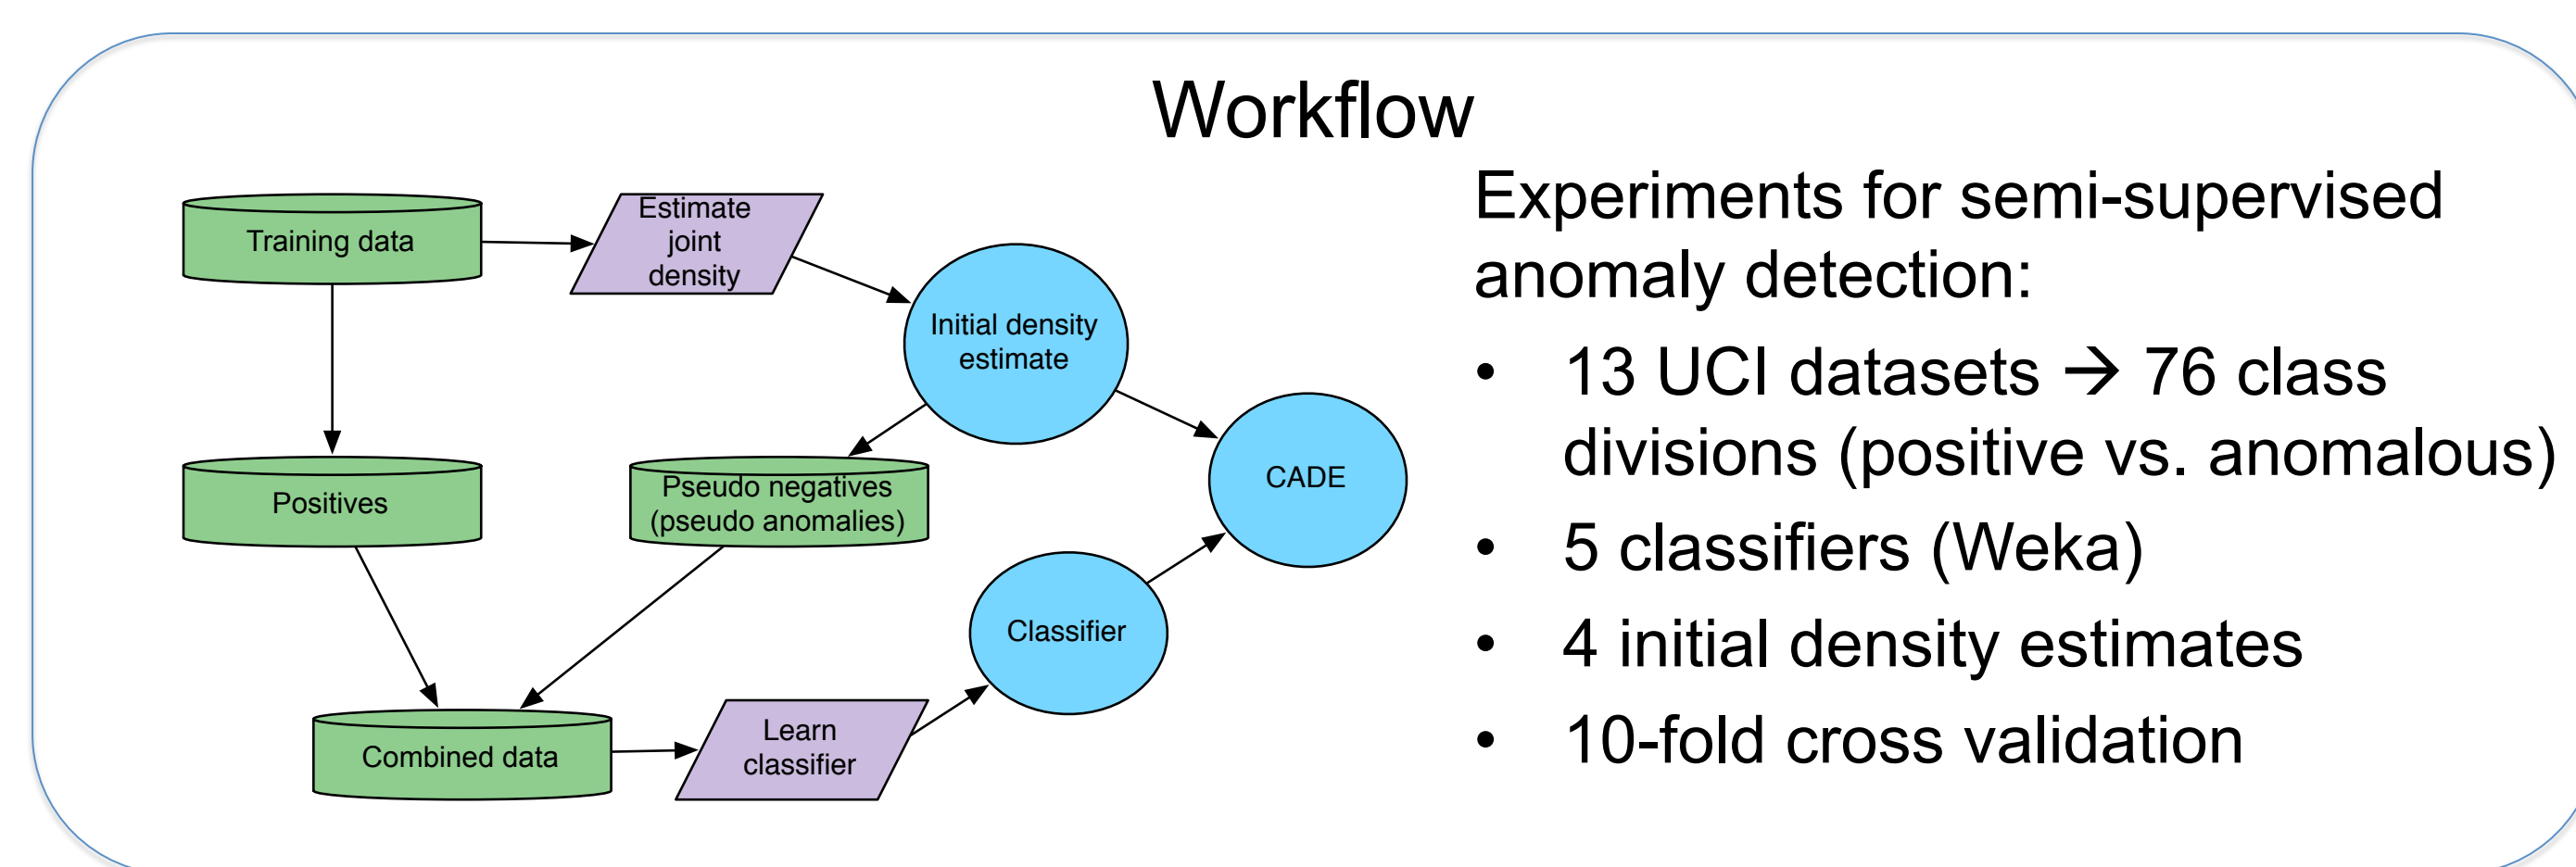 Workflow
Training data
Estimate
joint
density
Initial density
estimate
Positives
Pseudo negatives
(pseudo anomalies)
CADE
Classifier
Combined data
Learn
classifier
Experiments for semi-supervised
anomaly detection:
• 13 UCI datasets → 76 class
divisions (positive vs. anomalous)
• 5 classifiers (Weka)
• 4 initial density estimates
• 10-fold cross validation